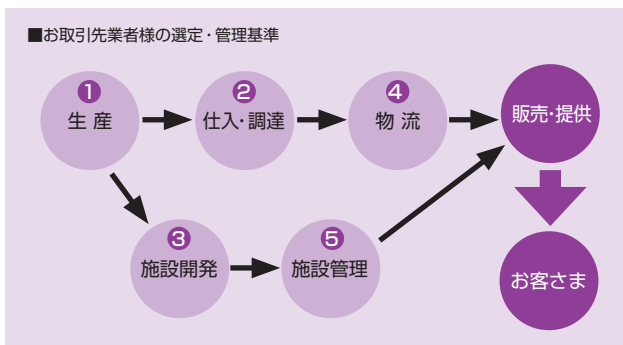 ■お取引先業者様の選定・管理基準
❶
生 産
❷
仕入・調達
❹
物 流
販売・提供
❸
施設開発
❺
施設管理
お客さま